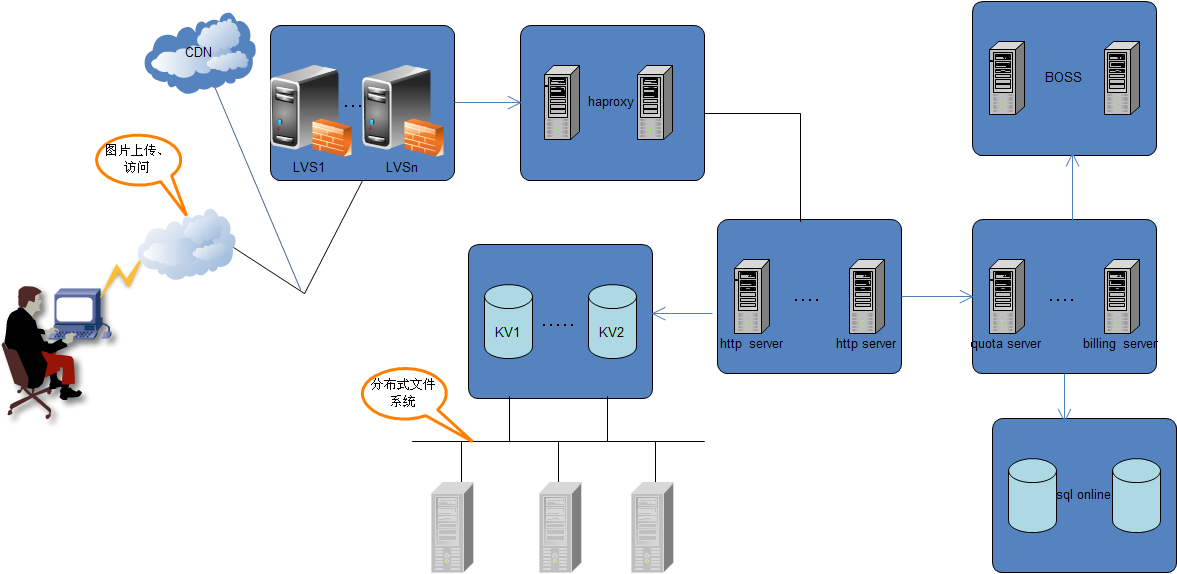 CDN
LVS1
...
LVSn
haproxy
BOSS
图片上传、
访问
KV1
.....
KV2
http server
....
http server
quota server
....
billing server
分布式文件
系统
sql online